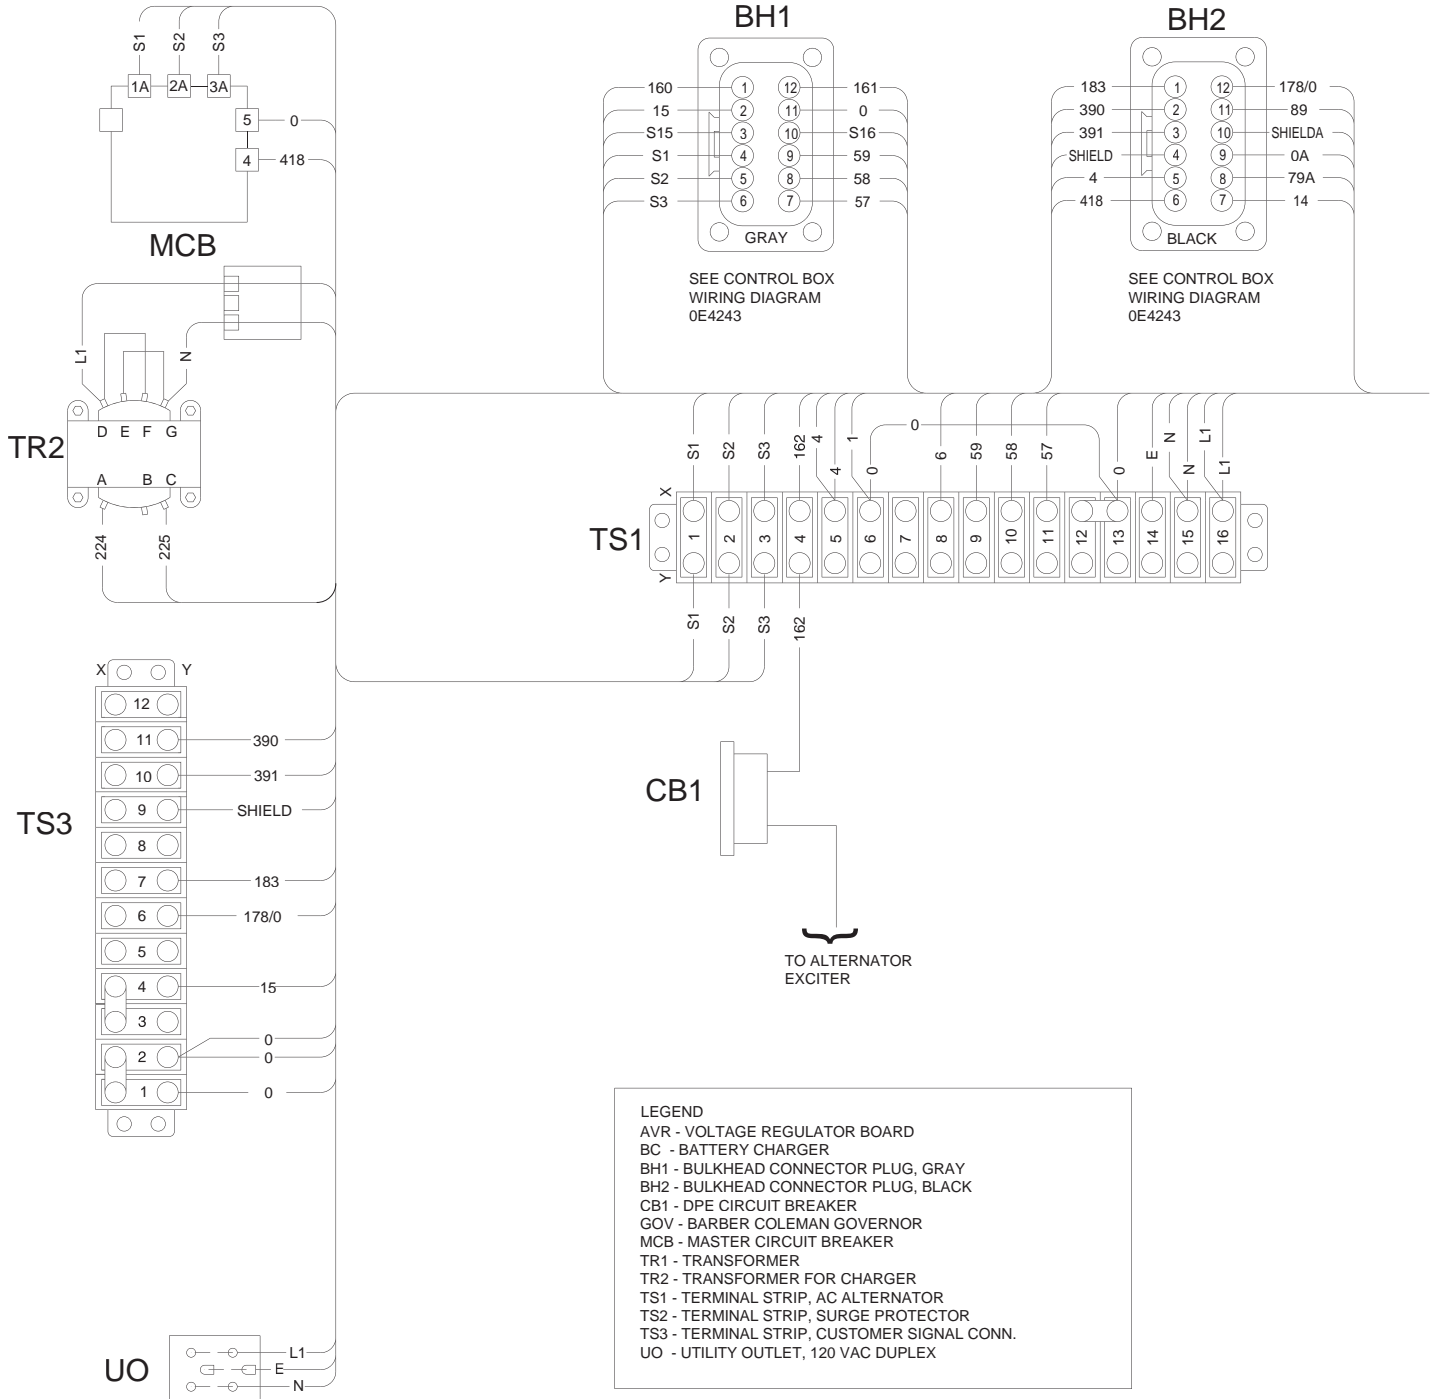 BH1
BH2
S1
S2
S3
1A
2A
3A
5
0
4
418
MCB
160
1
12
161
15
2
11
0
S15
3
10
S16
S1
4
9
59
S2
5
8
58
S3
6
7
57
GRAY
SEE CONTROL BOX
WIRING DIAGRAM
0E4243
183
1
12
178/0
390
2
11
89
391
3
10
SHIELDA
SHIELD
4
9
0A
4
5
8
79A
418
6
7
14
BLACK
SEE CONTROL BOX
WIRING DIAGRAM
0E4243
L1
N
D E F G
TR2
A B C
224
225
S1
S2
S3
162
4
4
1
0
0
6
59
58
57
0
E
N
N
L1
L1
TS1
X
Y
1
2
3
4
5
6
7
8
9
10
11
12
13
14
15
16
S1
S2
S3
162
CB1
TO ALTERNATOR
EXCITER
TS3
X
Y
12
11
390
10
391
9
SHIELD
8
7
183
6
178/0
5
4
15
3
0
2
0
1
0
UO
L1
E
N
LEGEND
AVR - VOLTAGE REGULATOR BOARD
BC - BATTERY CHARGER
BH1 - BULKHEAD CONNECTOR PLUG, GRAY
BH2 - BULKHEAD CONNECTOR PLUG, BLACK
CB1 - DPE CIRCUIT BREAKER
GOV - BARBER COLEMAN GOVERNOR
MCB - MASTER CIRCUIT BREAKER
TR1 - TRANSFORMER
TR2 - TRANSFORMER FOR CHARGER
TS1 - TERMINAL STRIP, AC ALTERNATOR
TS2 - TERMINAL STRIP, SURGE PROTECTOR
TS3 - TERMINAL STRIP, CUSTOMER SIGNAL CONN.
UO - UTILITY OUTLET, 120 VAC DUPLEX